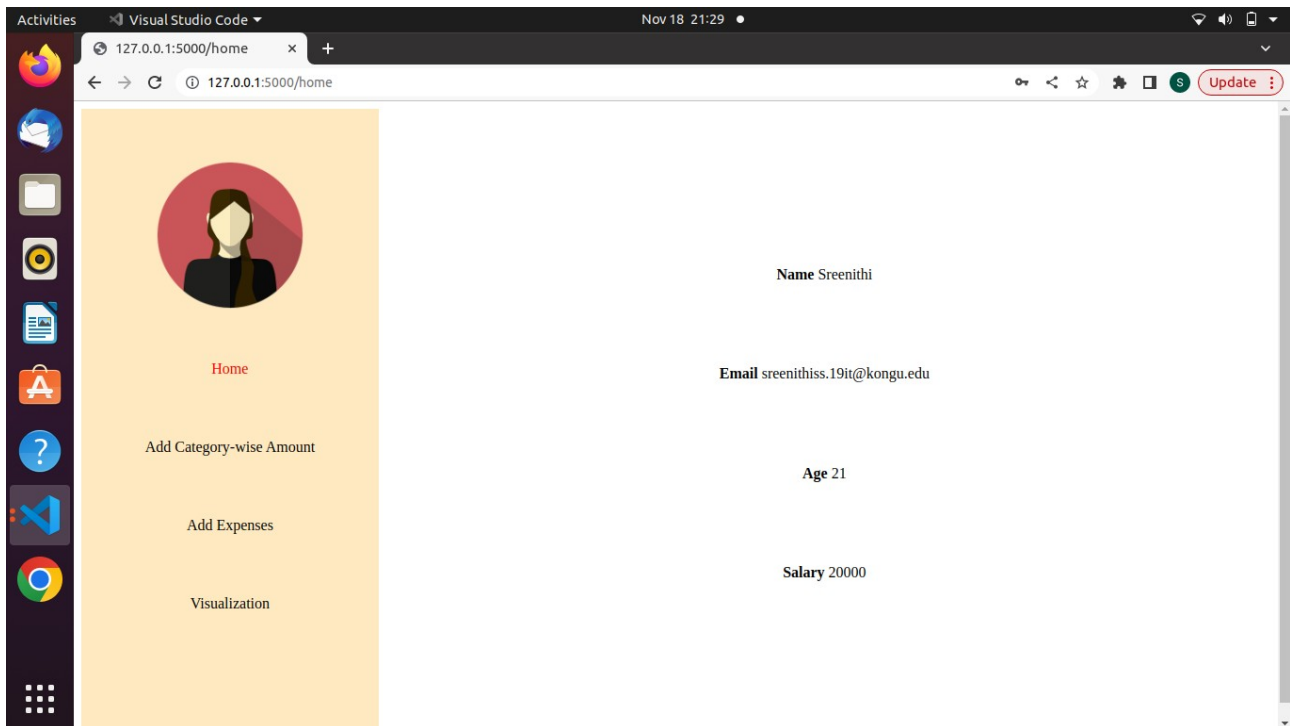 Activities Visual Studio Code Nov 18 21:29
127.0.0.1:5000/home
127.0.0.1:5000/home S Update
Name Sreenithi
Home
Email sreenithiss.19it@kongu.edu
Add Category-wise Amount
Age 21
Add Expenses
Salary 20000
Visualization